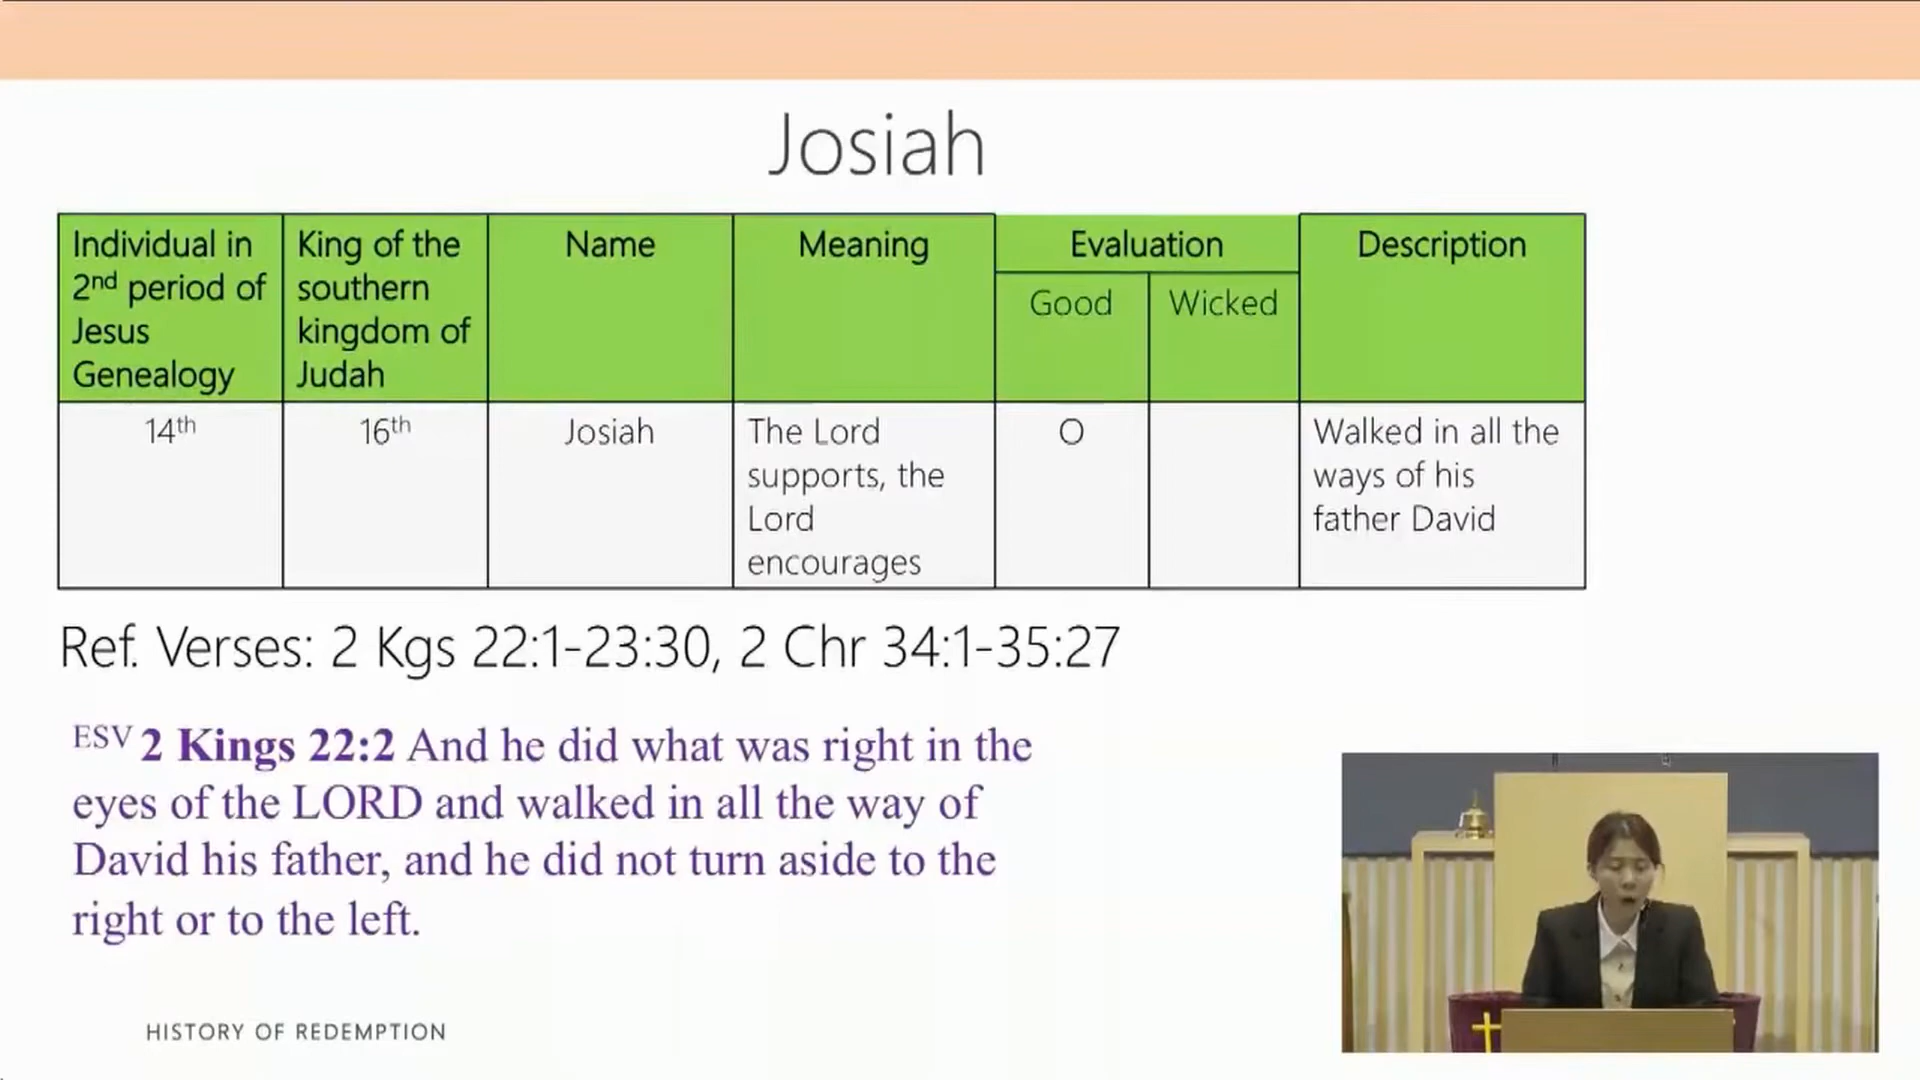 Josiah
Individual in
2nd period of
Jesus
Genealogy
King of the
southern
kingdom of
Judah
Name
Meaning
Evaluation
Good
Wicked
Description
14th
16th
Josiah
The Lord
supports, the
Lord
encourages
O
Walked in all the
ways of his
father David
Ref. Verses: 2 Kgs 22:1-23:30, 2 Chr 34:1-35:27
ESV 2 Kings 22:2 And he did what was right in the
eyes of the LORD and walked in all the way of
David his father, and he did not turn aside to the
right or to the left.
HISTORY OF REDEMPTION